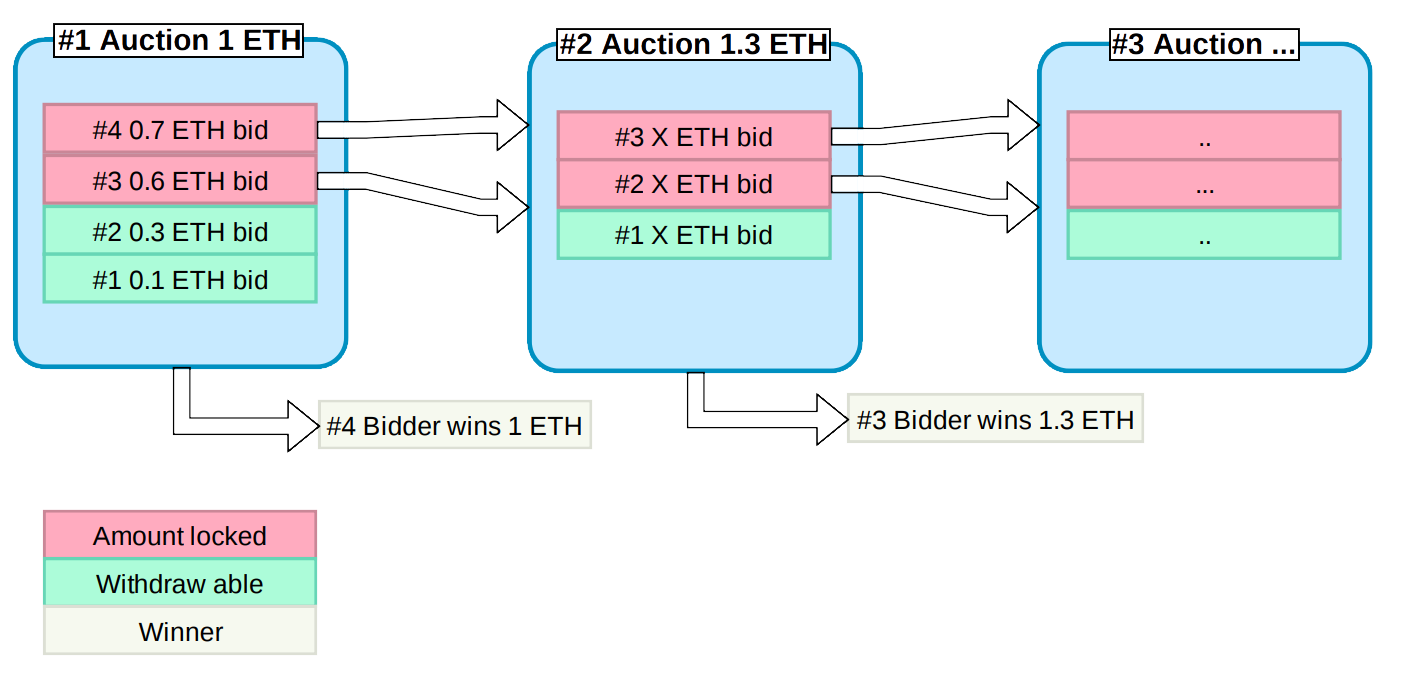 #1 Auction 1 ETH
#4 0.7 ETH bid
#3 0.6 ETH bid
#2 0.3 ETH bid
#1 0.1 ETH bid
#4 Bidder wins 1 ETH
#2 Auction 1.3 ETH
#3 X ETH bid
#2 X ETH bid
#1 X ETH bid
#3 Bidder wins 1.3 ETH
#3 Auction ...
..
...
..
Amount locked
Withdraw able
Winner